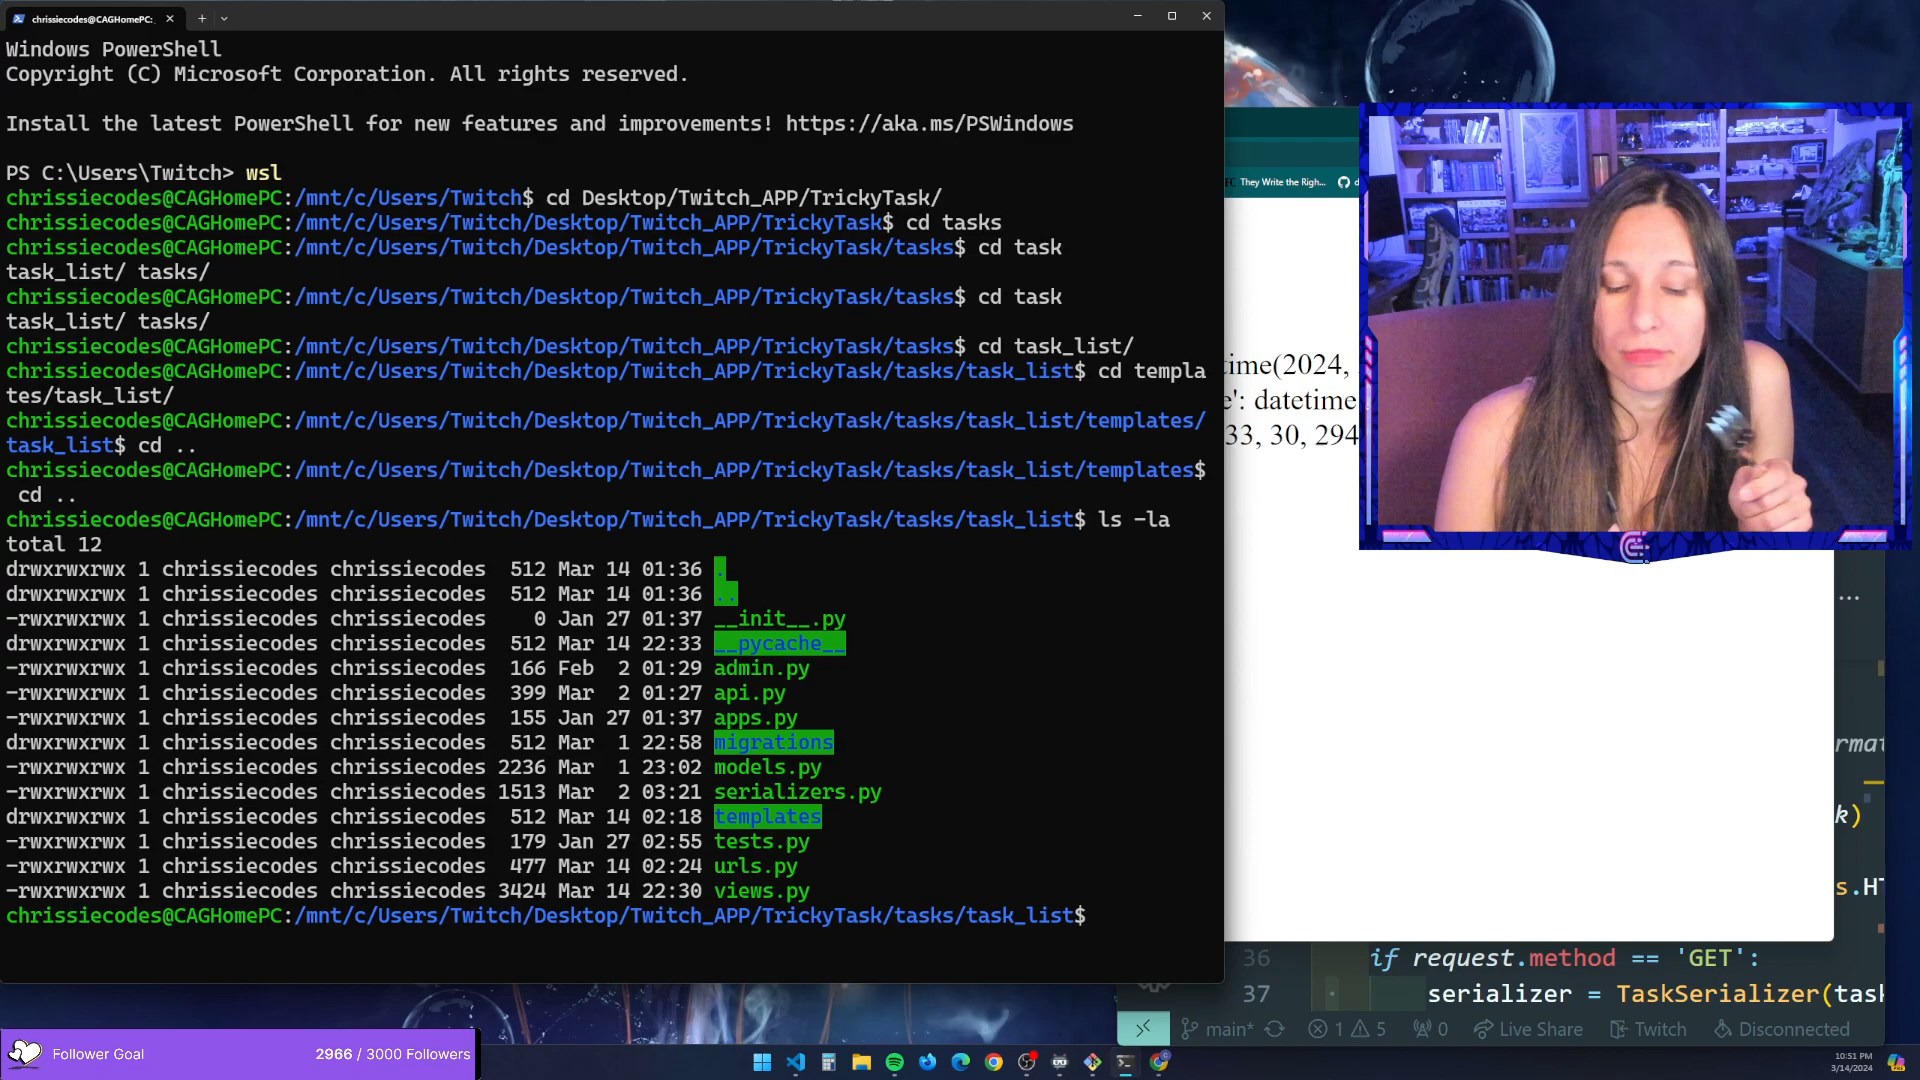 chrissiecodes@CAGHomePC:
Windows PowerShell
Copyright (C) Microsoft Corporation. All rights reserved.
Install the latest PowerShell for new features and improvements! https://aka.ms/PSWindows
PS C:\Users\Twitch> wsl
chrissiecodes@CAGHomePC:/mnt/c/Users/Twitch$ cd Desktop/Twitch_APP/TrickyTask/
chrissiecodes@CAGHomePC:/mnt/c/Users/Twitch/Desktop/Twitch_APP/TrickyTask$ cd tasks
chrissiecodes@CAGHomePC:/mnt/c/Users/Twitch/Desktop/Twitch_APP/TrickyTask/tasks$ cd task
task_list/ tasks/
chrissiecodes@CAGHomePC:/mnt/c/Users/Twitch/Desktop/Twitch_APP/TrickyTask/tasks$ cd task
task_list/ tasks/
chrissiecodes@CAGHomePC:/mnt/c/Users/Twitch/Desktop/Twitch_APP/TrickyTask/tasks$ cd task_list/
chrissiecodes@CAGHomePC:/mnt/c/Users/Twitch/Desktop/Twitch_APP/TrickyTask/tasks/task_list$ cd templa
tes/task_list/
chrissiecodes@CAGHomePC:/mnt/c/Users/Twitch/Desktop/Twitch_APP/TrickyTask/tasks/task_list/templates/
task_list$ cd ..
chrissiecodes@CAGHomePC:/mnt/c/Users/Twitch/Desktop/Twitch_APP/TrickyTask/tasks/task_list/templates$
cd ..
chrissiecodes@CAGHomePC:/mnt/c/Users/Twitch/Desktop/Twitch_APP/TrickyTask/tasks/task_list$ ls -la
total 12
drwxrwxrwx 1 chrissiecodes chrissiecodes 512 Mar 14 01:36 .
drwxrwxrwx 1 chrissiecodes chrissiecodes 512 Mar 14 01:36 ..
-rwxrwxrwx 1 chrissiecodes chrissiecodes 0 Jan 27 01:37 __init__.py
drwxrwxrwx 1 chrissiecodes chrissiecodes 512 Mar 14 22:33 __pycache__
-rwxrwxrwx 1 chrissiecodes chrissiecodes 166 Feb 2 01:29 admin.py
-rwxrwxrwx 1 chrissiecodes chrissiecodes 399 Mar 2 01:27 api.py
-rwxrwxrwx 1 chrissiecodes chrissiecodes 155 Jan 27 01:37 apps.py
drwxrwxrwx 1 chrissiecodes chrissiecodes 512 Mar 1 22:58 migrations
-rwxrwxrwx 1 chrissiecodes chrissiecodes 2236 Mar 1 23:02 models.py
-rwxrwxrwx 1 chrissiecodes chrissiecodes 1513 Mar 2 03:21 serializers.py
drwxrwxrwx 1 chrissiecodes chrissiecodes 512 Mar 14 02:18 templates
-rwxrwxrwx 1 chrissiecodes chrissiecodes 179 Jan 27 02:55 tests.py
-rwxrwxrwx 1 chrissiecodes chrissiecodes 477 Mar 14 02:24 urls.py
-rwxrwxrwx 1 chrissiecodes chrissiecodes 3424 Mar 14 22:30 views.py
chrissiecodes@CAGHomePC:/mnt/c/Users/Twitch/Desktop/Twitch_APP/TrickyTask/tasks/task_list$
They Write the Righ...
time(2024,
e': datetime
33, 30, 294
k)
s.HT
36 if request.method == 'GET':
37 serializer = TaskSerializer(task
main* 1 5 0 Live Share Twitch Disconnected
Follower Goal 2966 / 3000 Followers
10:51 PM
3/14/2024